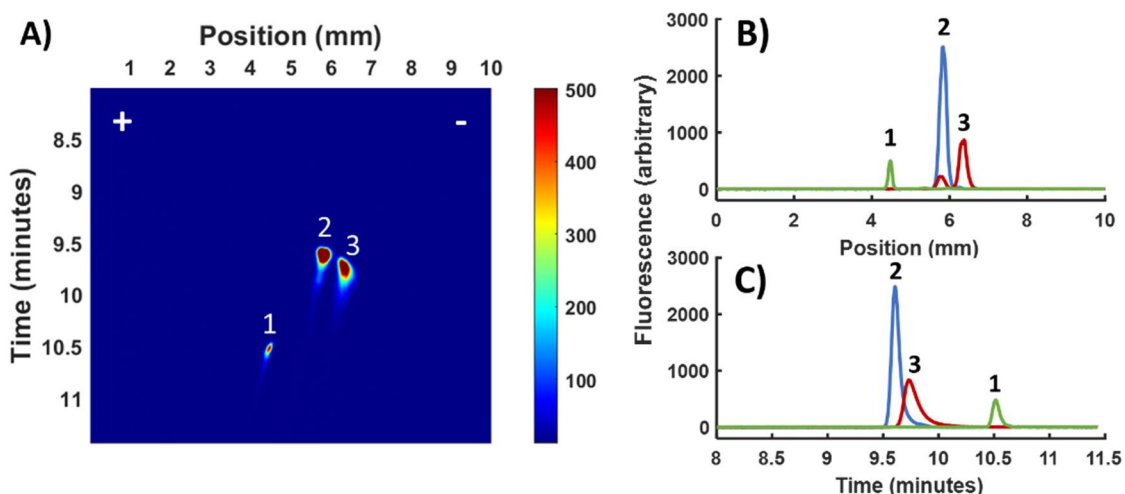 A)
Position (mm)
1 2 3 4 5 6 7 8 9 10
+ -
Time (minutes)
8.5
9
9.5
10
10.5
11
2
3
1
500
400
300
200
100
B)
Fluorescence (arbitrary)
3000
2000
1000
0
1
2
3
0 2 4 6 8 10
Position (mm)
C)
3000
2000
1000
0
2
3
1
8 8.5 9 9.5 10 10.5 11 11.5
Time (minutes)